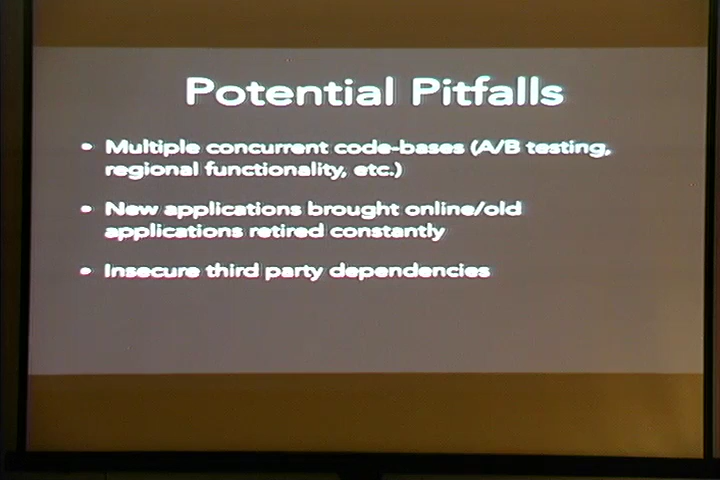 Potential Pitfalls
• Multiple concurrent code-bases (A/B testing,
regional functionality, etc.)
• New applications brought online/old
applications retired constantly
• Insecure third party dependencies